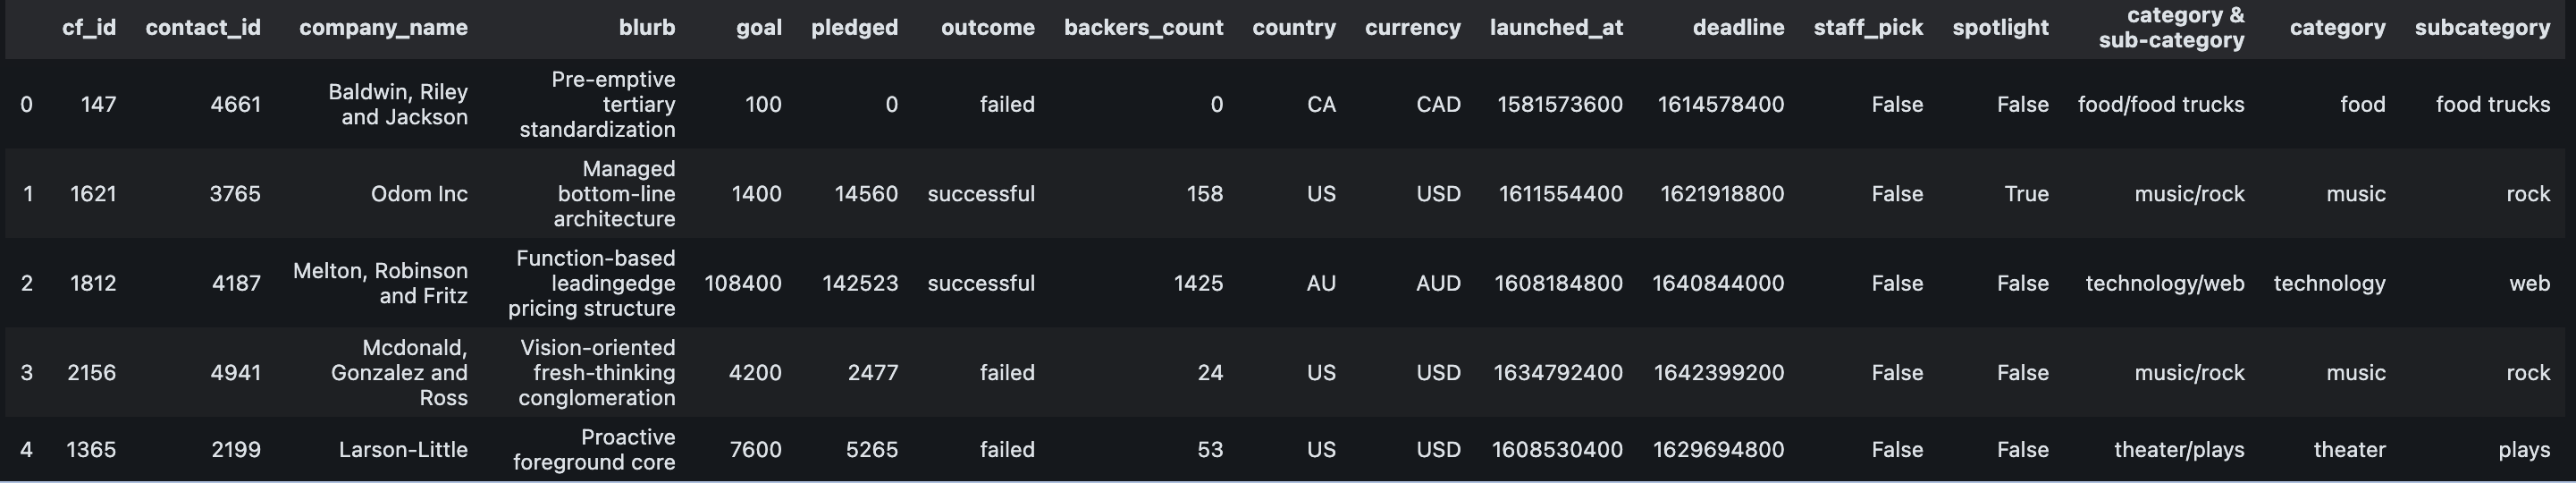 cf_id contact_id company_name blurb goal pledged outcome backers_count country currency launched_at deadline staff_pick spotlight category & sub-category category subcategory
0 147 4661 Baldwin, Riley and Jackson Pre-emptive tertiary standardization 100 0 failed 0 CA CAD 1581573600 1614578400 False False food/food trucks food food trucks
1 1621 3765 Odom Inc Managed bottom-line architecture 1400 14560 successful 158 US USD 1611554400 1621918800 False True music/rock music rock
2 1812 4187 Melton, Robinson and Fritz Function-based leadingedge pricing structure 108400 142523 successful 1425 AU AUD 1608184800 1640844000 False False technology/web technology web
3 2156 4941 Mcdonald, Gonzalez and Ross Vision-oriented fresh-thinking conglomeration 4200 2477 failed 24 US USD 1634792400 1642399200 False False music/rock music rock
4 1365 2199 Larson-Little Proactive foreground core 7600 5265 failed 53 US USD 1608530400 1629694800 False False theater/plays theater plays